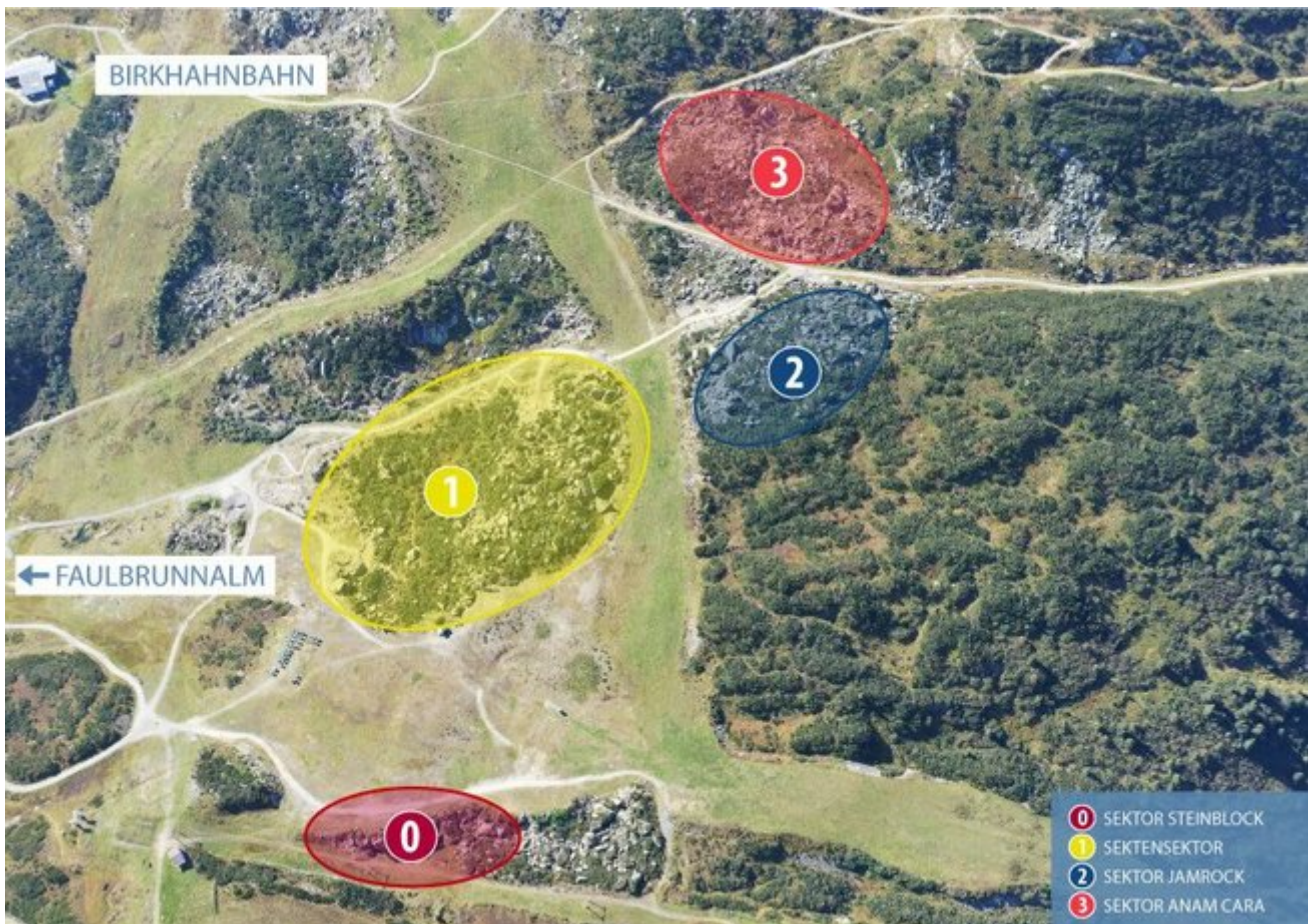 BIRKHAHNBAHN
3
2
1
← FAULBRUNNALM
0
0 SEKTOR STEINBLOCK
1 SEKTENSEKTOR
2 SEKTOR JAMROCK
3 SEKTOR ANAM CARA